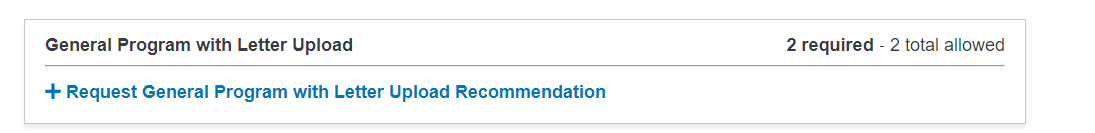 General Program with Letter Upload 2 required - 2 total allowed
+ Request General Program with Letter Upload Recommendation